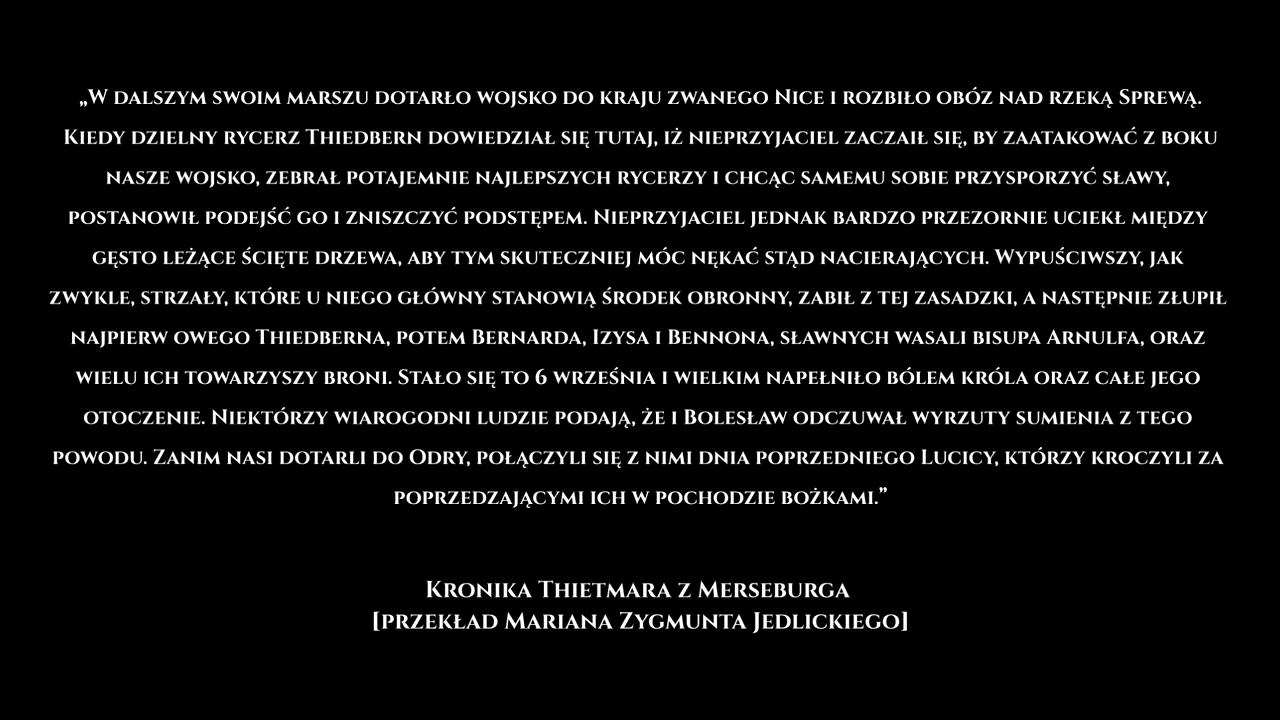 „W dalszym swoim marszu dotarło wojsko do kraju zwanego Nice i rozbiło obóz nad rzeką Sprewą.
Kiedy dzielny rycerz Thiedbern dowiedział się tutaj, iż nieprzyjaciel zaczaił się, by zaatakować z boku
nasze wojsko, zebrał potajemnie najlepszych rycerzy i chcąc samemu sobie przysporzyć sławy,
postanowił podejść go i zniszczyć podstępem. Nieprzyjaciel jednak bardzo przezornie uciekł między
gęsto leżące ścięte drzewa, aby tym skuteczniej móc nękać stąd nacierających. Wypuściwszy, jak
zwykle, strzały, które u niego główny stanowią środek obronny, zabił z tej zasadzki, a następnie złupił
najpierw owego Thiedberna, potem Bernarda, Izysa i Bennona, sławnych wasali bisupa Arnulfa, oraz
wielu ich towarzyszy broni. Stało się to 6 września i wielkim napełniło bólem króla oraz całe jego
otoczenie. Niektórzy wiarogodni ludzie podają, że i Bolesław odczuwał wyrzuty sumienia z tego
powodu. Zanim nasi dotarli do Odry, połączyli się z nimi dnia poprzedniego Lucicy, którzy kroczyli za
poprzedzającymi ich w pochodzie bożkami.”
Kronika Thietmara z Merseburga
[przekład Mariana Zygmunta Jedlickiego]